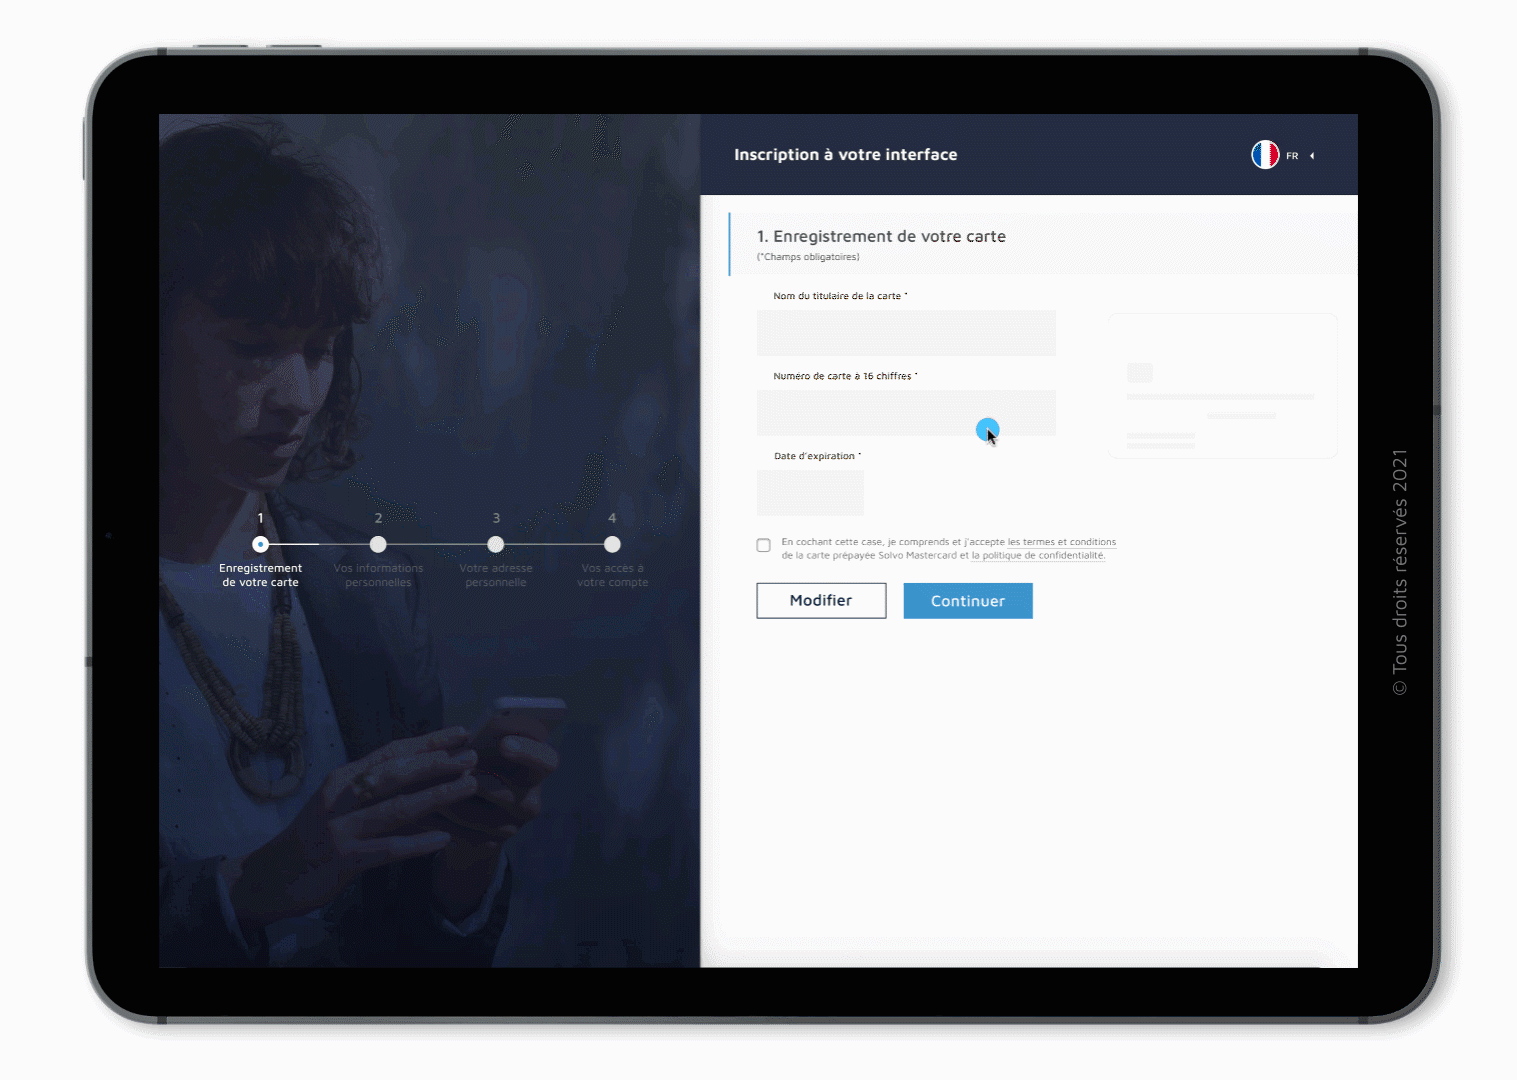 Inscription à votre interface
FR
1. Enregistrement de votre carte
(*Champs obligatoires)
Nom du titulaire de la carte *
Numéro de carte à 16 chiffres *
Date d'expiration *
En cochant cette case, je comprends et j'accepte les termes et conditions
de la carte prépayée Solvo Mastercard et la politique de confidentialité.
Modifier
Continuer
1
2
3
4
Enregistrement
de votre carte
Vos informations
personnelles
Votre adresse
personnelle
Vos accès à
votre compte
© Tous droits réservés 2021